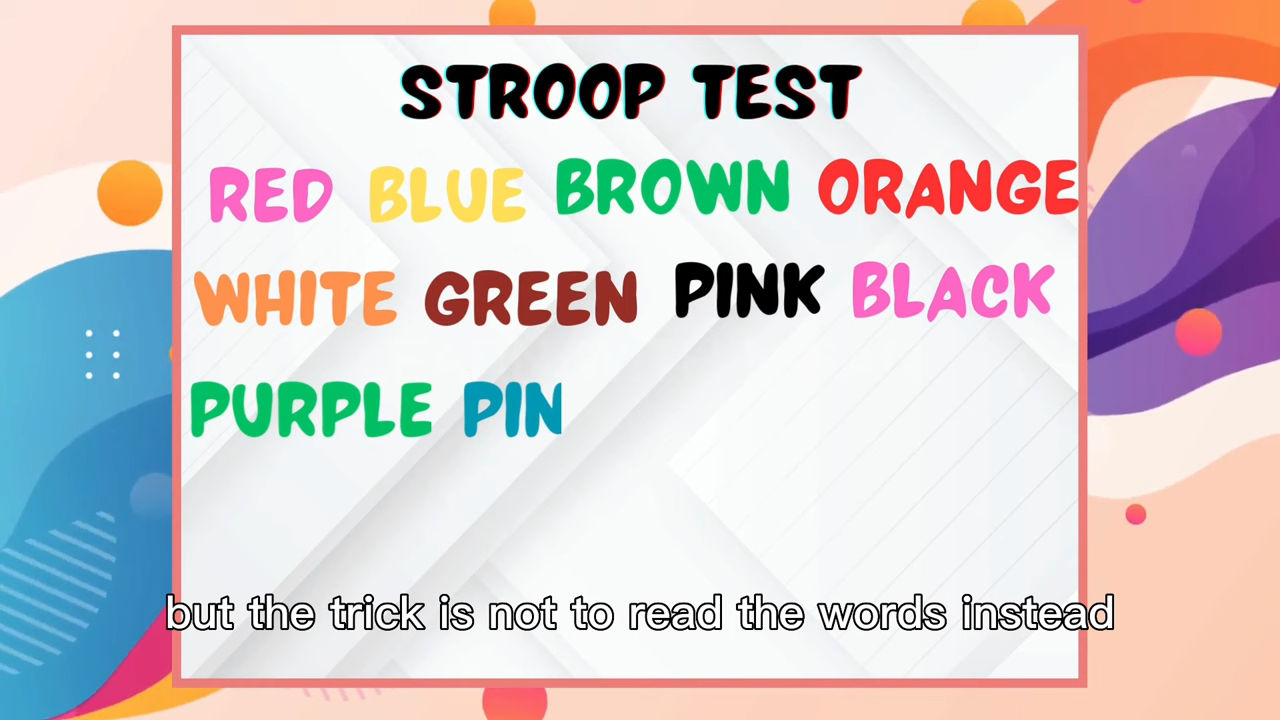 STROOP TEST
RED BLUE BROWN ORANGE
WHITE GREEN PINK BLACK
PURPLE PIN
but the trick is not to read the words instead